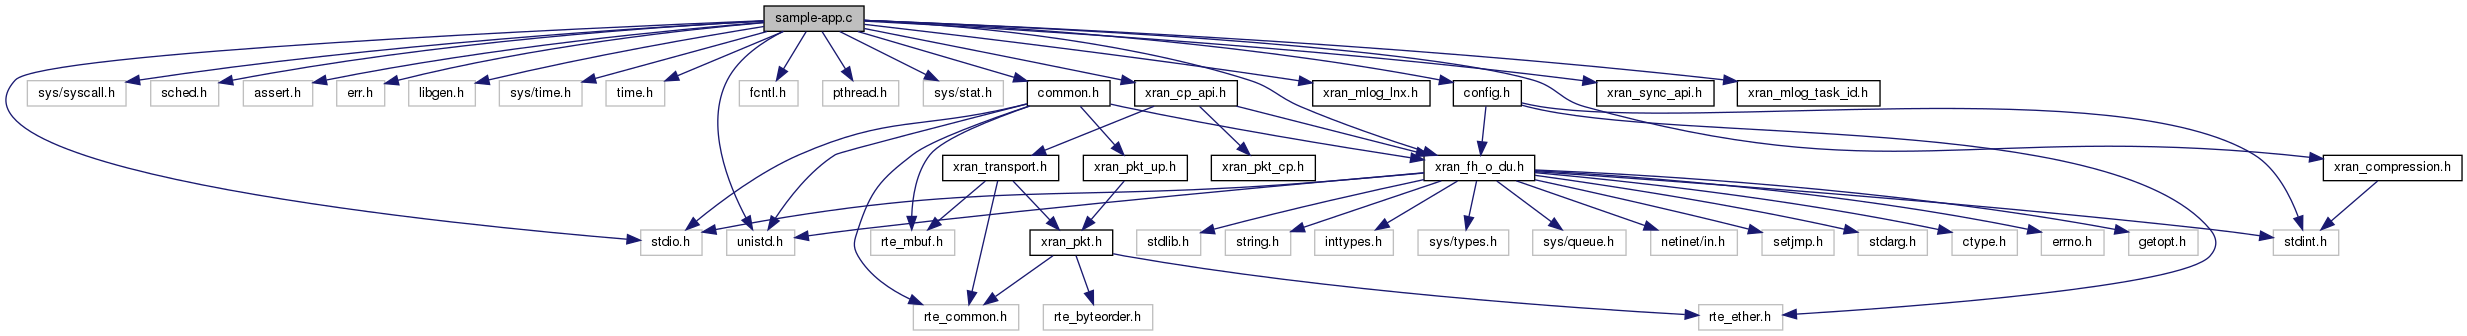 sample-app.c
sys/syscall.h
sched.h
assert.h
err.h
libgen.h
sys/time.h
time.h
fcntl.h
pthread.h
sys/stat.h
common.h
xran_cp_api.h
xran_mlog_lnx.h
config.h
xran_sync_api.h
xran_mlog_task_id.h
xran_transport.h
xran_pkt_up.h
xran_pkt_cp.h
xran_fh_o_du.h
xran_compression.h
stdio.h
unistd.h
rte_mbuf.h
xran_pkt.h
stdlib.h
string.h
inttypes.h
sys/types.h
sys/queue.h
netinet/in.h
setjmp.h
stdarg.h
ctype.h
errno.h
getopt.h
stdint.h
rte_common.h
rte_byteorder.h
rte_ether.h